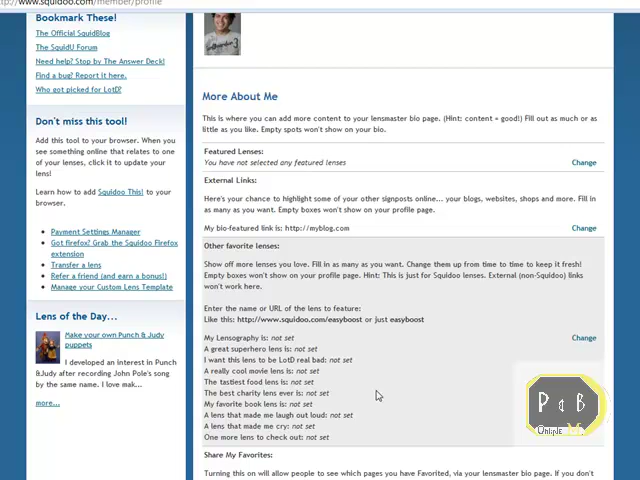 http://www.squidoo.com/member/profile
Bookmark These!
The Official SquidBlog
The SquidU Forum
Need help? Stop by The Answer Deck!
Find a bug? Report it here.
Who got picked for LotD?
Don't miss this tool!
Add this tool to your browser. When you
see something online that relates to one
of your lenses, click it to update your
lens!
Learn how to add Squidoo This! to your
browser.
Payment Settings Manager
Got firefox? Grab the Squidoo Firefox
extension
Transfer a lens
Refer a friend (and earn a bonus!)
Manage your Custom Lens Template
Lens of the Day...
Make your own Punch & Judy
puppets
I developed an interest in Punch
&Judy after recording John Pole's song
by the same name. I love mak...
more...
More About Me
This is where you can add more content to your lensmaster bio page. (Hint: content = good!) Fill out as much or as
little as you like. Empty spots won't show on your bio.
Featured Lenses:
You have not selected any featured lenses
Change
External Links:
Here's your chance to highlight some of your other signposts online... your blogs, websites, shops and more. Fill in
as many as you want. Empty boxes won't show on your profile page.
My bio-featured link is: http://myblog.com
Change
Other favorite lenses:
Show off more lenses you love. Fill in as many as you want. Change them up from time to time to keep it fresh!
Empty boxes won't show on your profile page. Hint: This is just for Squidoo lenses. External (non-Squidoo) links
won't work here.
Enter the name or URL of the lens to feature:
Like this: http://www.squidoo.com/easyboost or just easyboost
My Lensography is: not set
Change
A great superhero lens is: not set
I want this lens to be LotD real bad: not set
A really cool movie lens is: not set
The tastiest food lens is: not set
The best charity lens ever is: not set
My favorite book lens is: not set
A lens that made me laugh out loud: not set
A lens that made me cry: not set
One more lens to check out: not set
Share My Favorites:
Turning this on will allow people to see which pages you have Favorited, via your lensmaster bio page. If you don't
P a B
Online